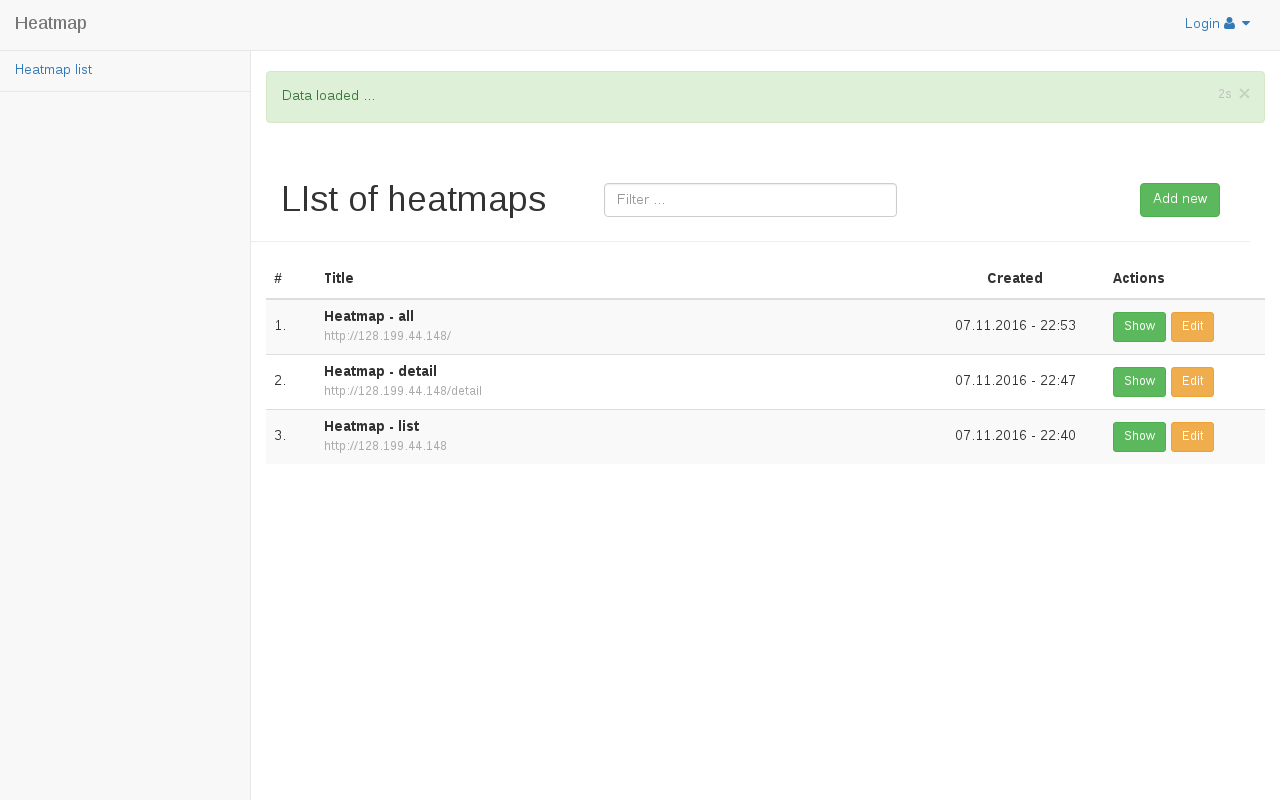 Heatmap
Login
Heatmap list
Data loaded ...
2s ×
LIst of heatmaps
Filter ...
Add new
# Title Created Actions
1. Heatmap - all 07.11.2016 - 22:53 Show Edit
http://128.199.44.148/
2. Heatmap - detail 07.11.2016 - 22:47 Show Edit
http://128.199.44.148/detail
3. Heatmap - list 07.11.2016 - 22:40 Show Edit
http://128.199.44.148